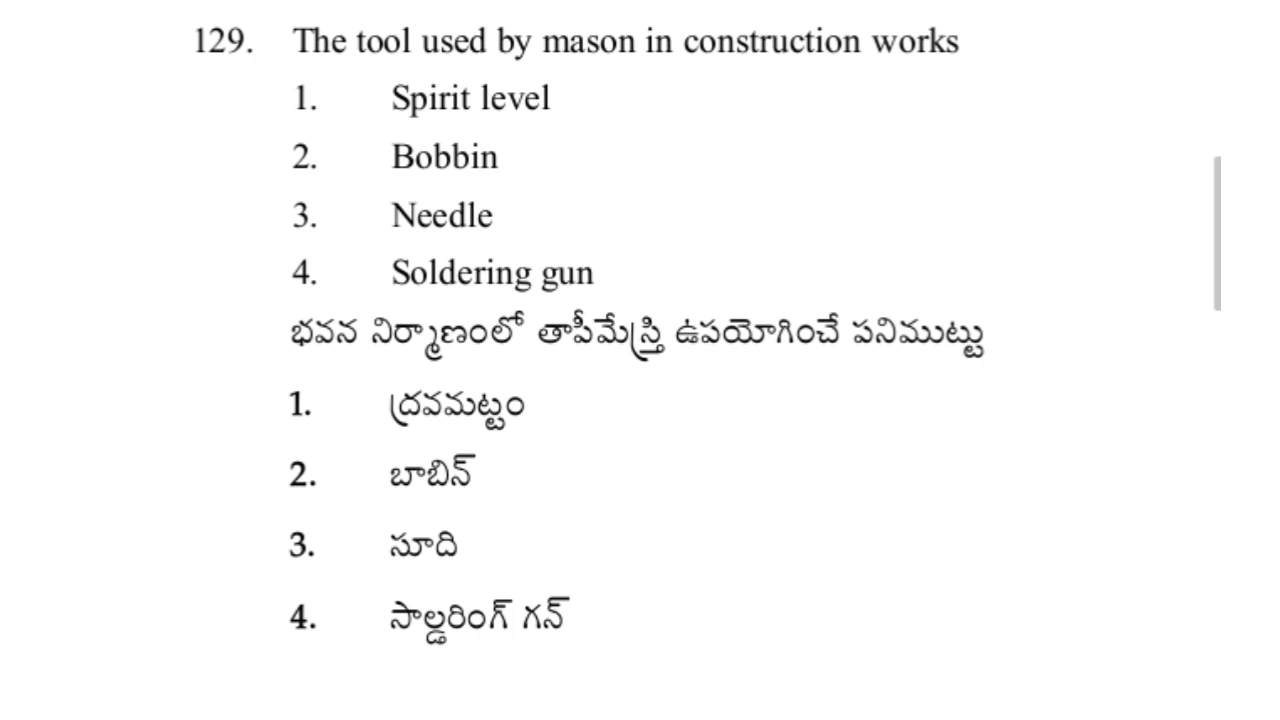 129. The tool used by mason in construction works
1. Spirit level
2. Bobbin
3. Needle
4. Soldering gun
భవన నిర్మాణంలో తాపీమేస్త్రి ఉపయోగించే పనిముట్టు
1. ద్రవమట్టం
2. బాబిన్
3. సూది
4. సాల్డరింగ్ గన్